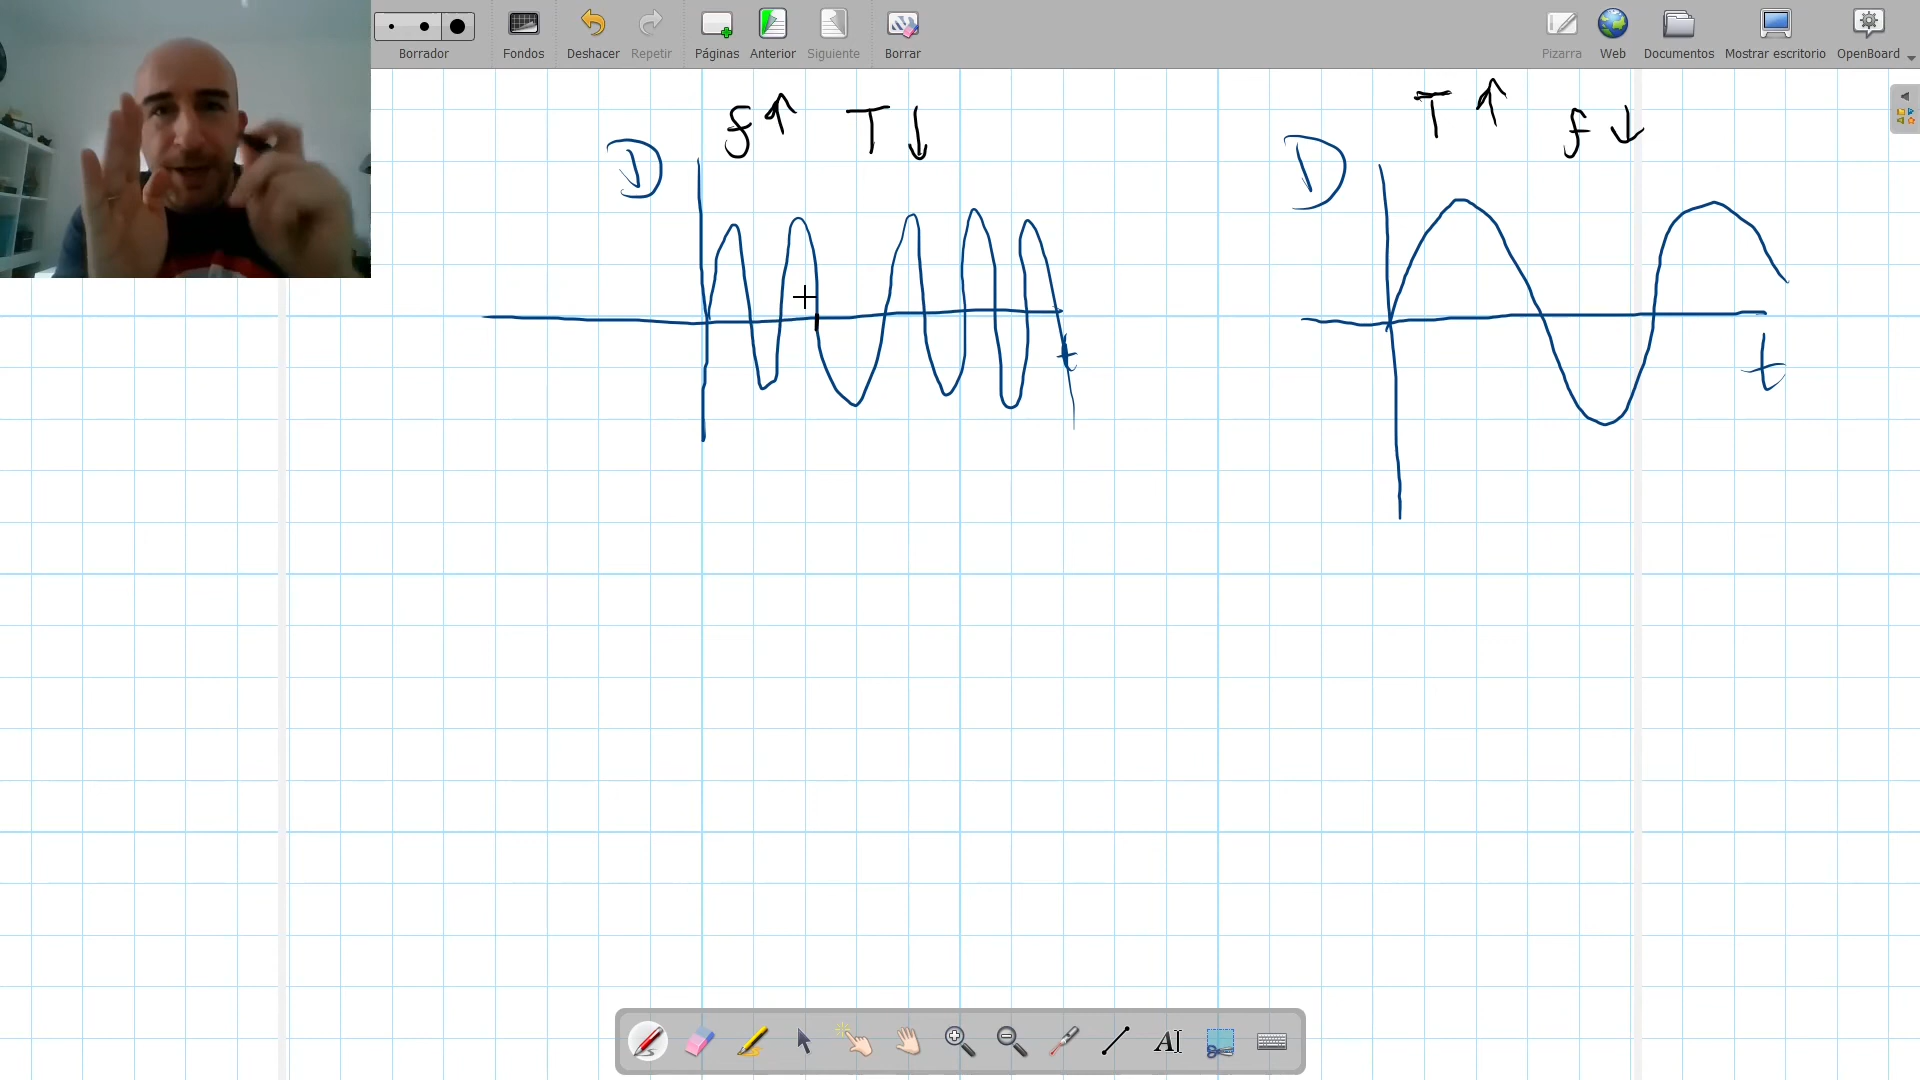 Borrador Fondos Deshacer Repetir Páginas Anterior Siguiente Borrar Pizarra Web Documentos Mostrar escritorio OpenBoard
f ↑ T ↓
T ↑ f ↓
D
D
t
t